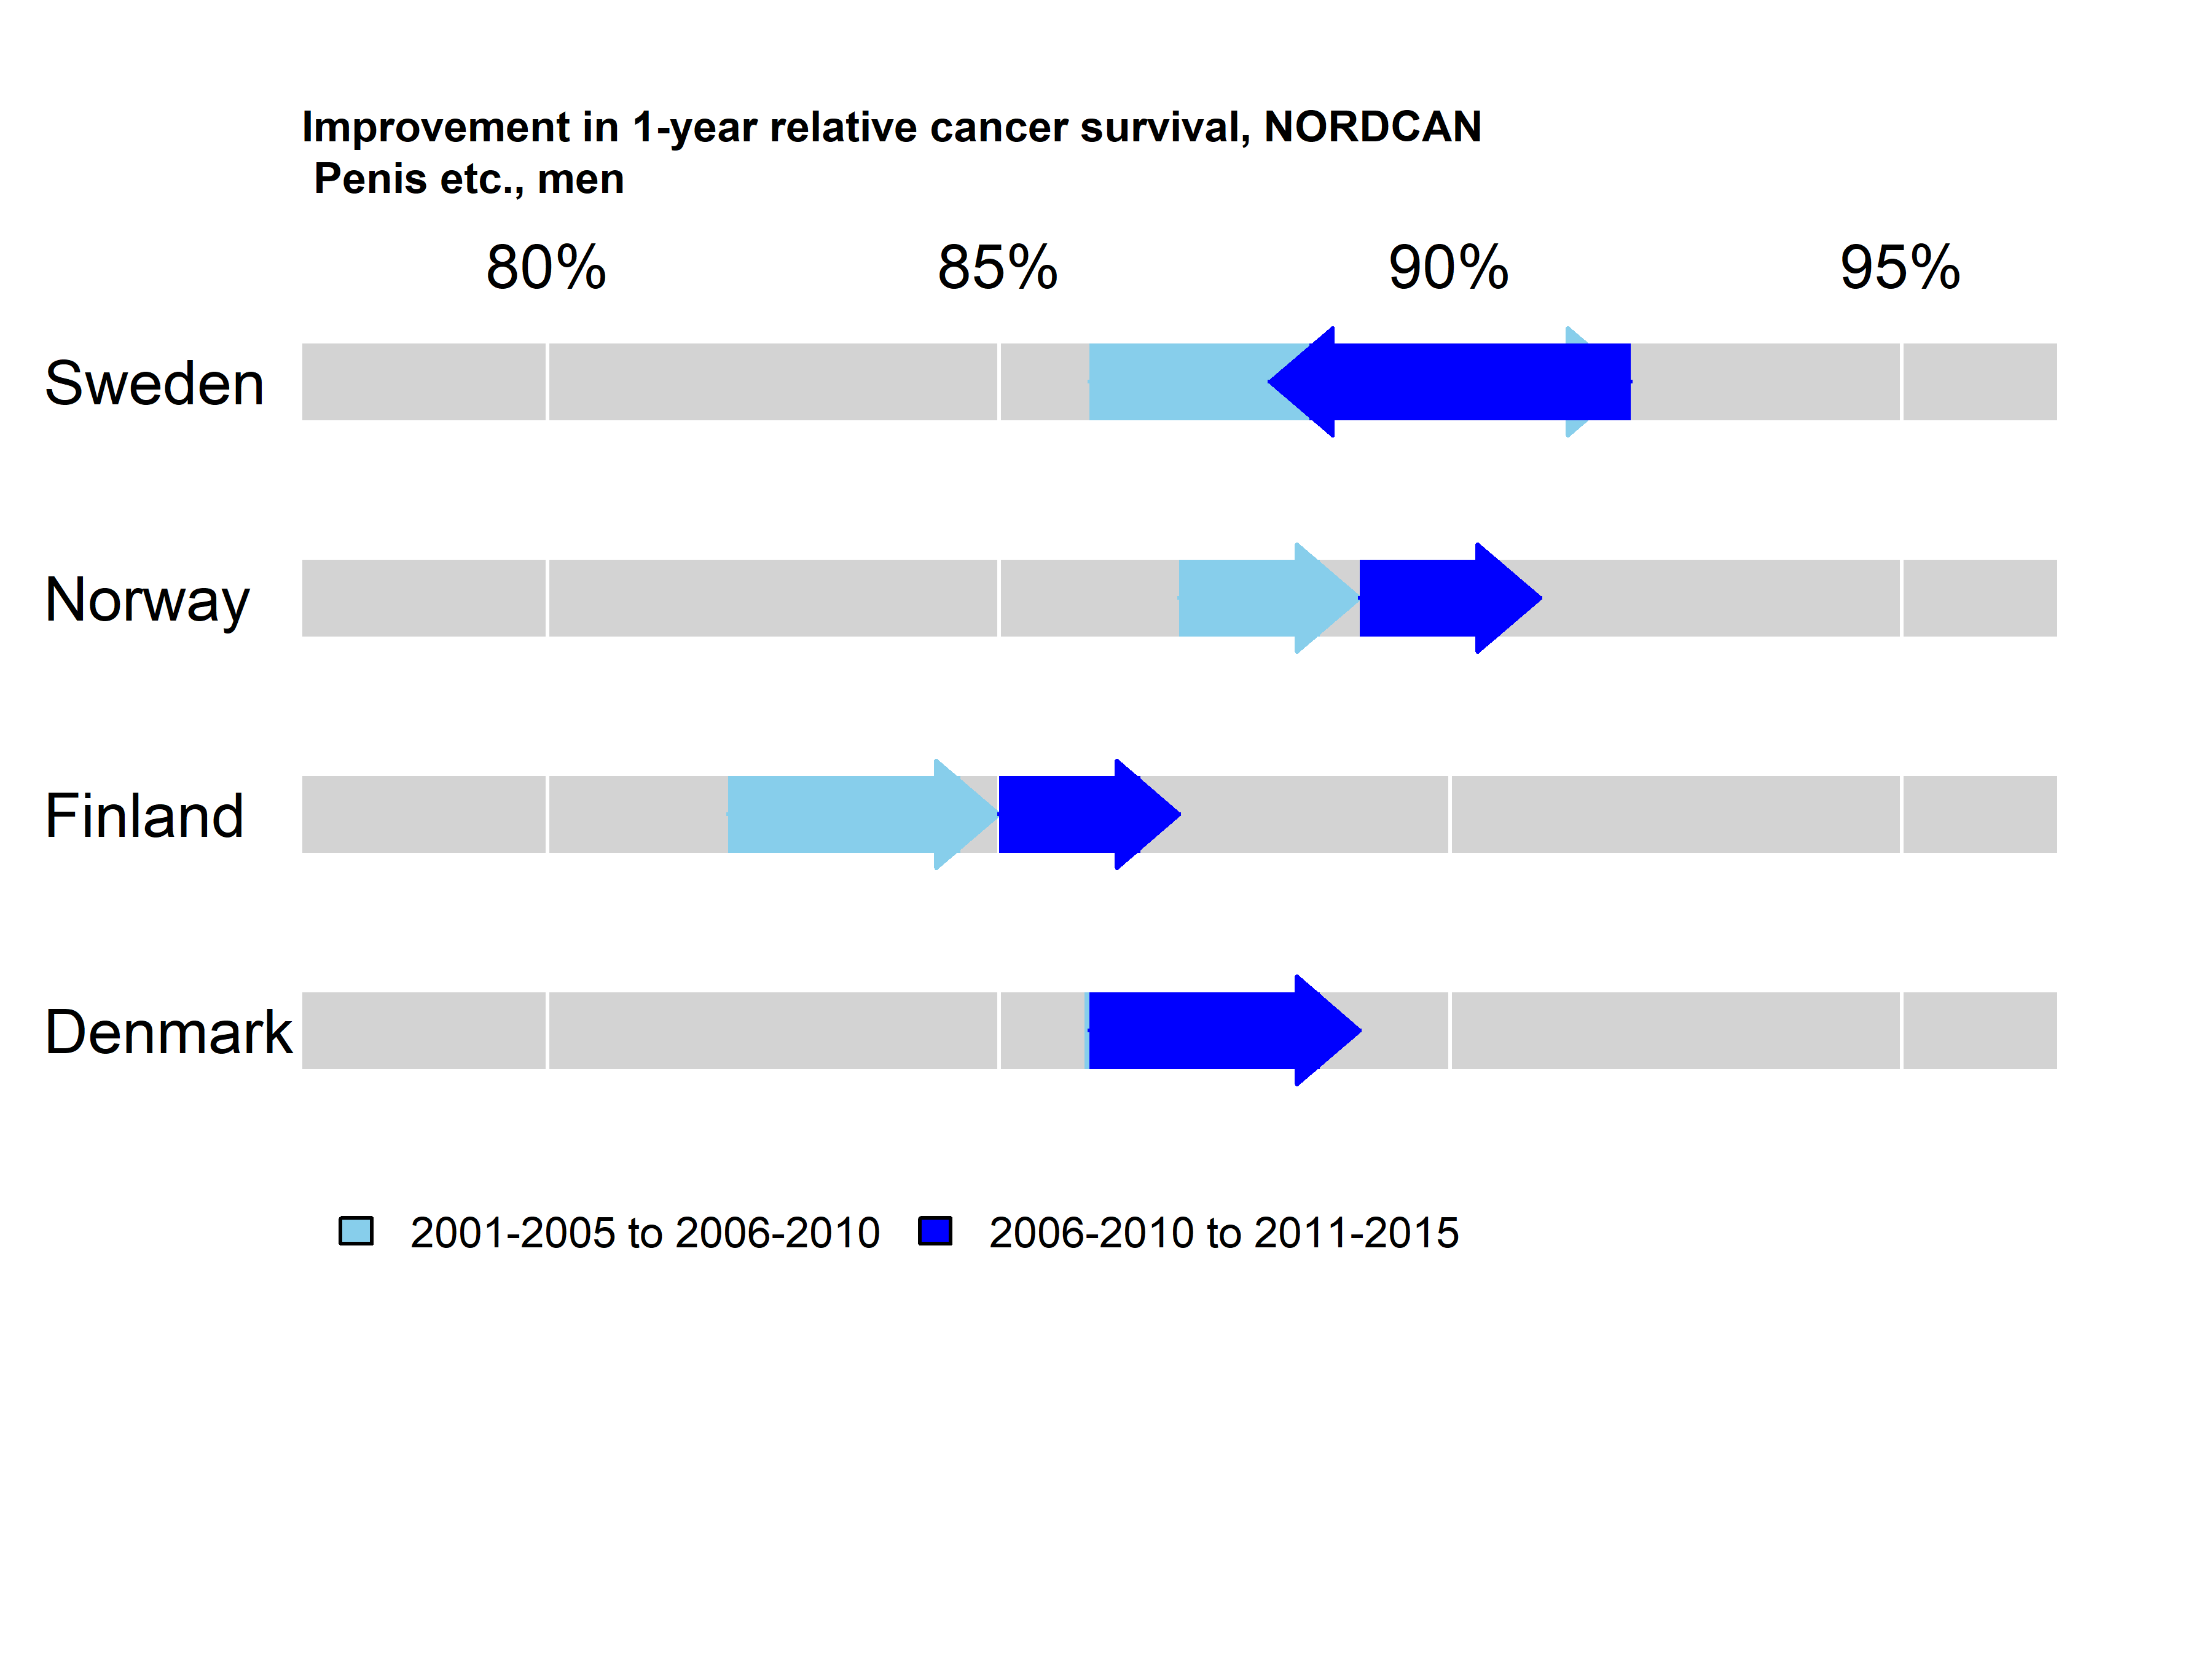 Improvement in 1-year relative cancer survival, NORDCAN
Penis etc., men
80% 85% 90% 95%
Sweden
Norway
Finland
Denmark
2001-2005 to 2006-2010 2006-2010 to 2011-2015